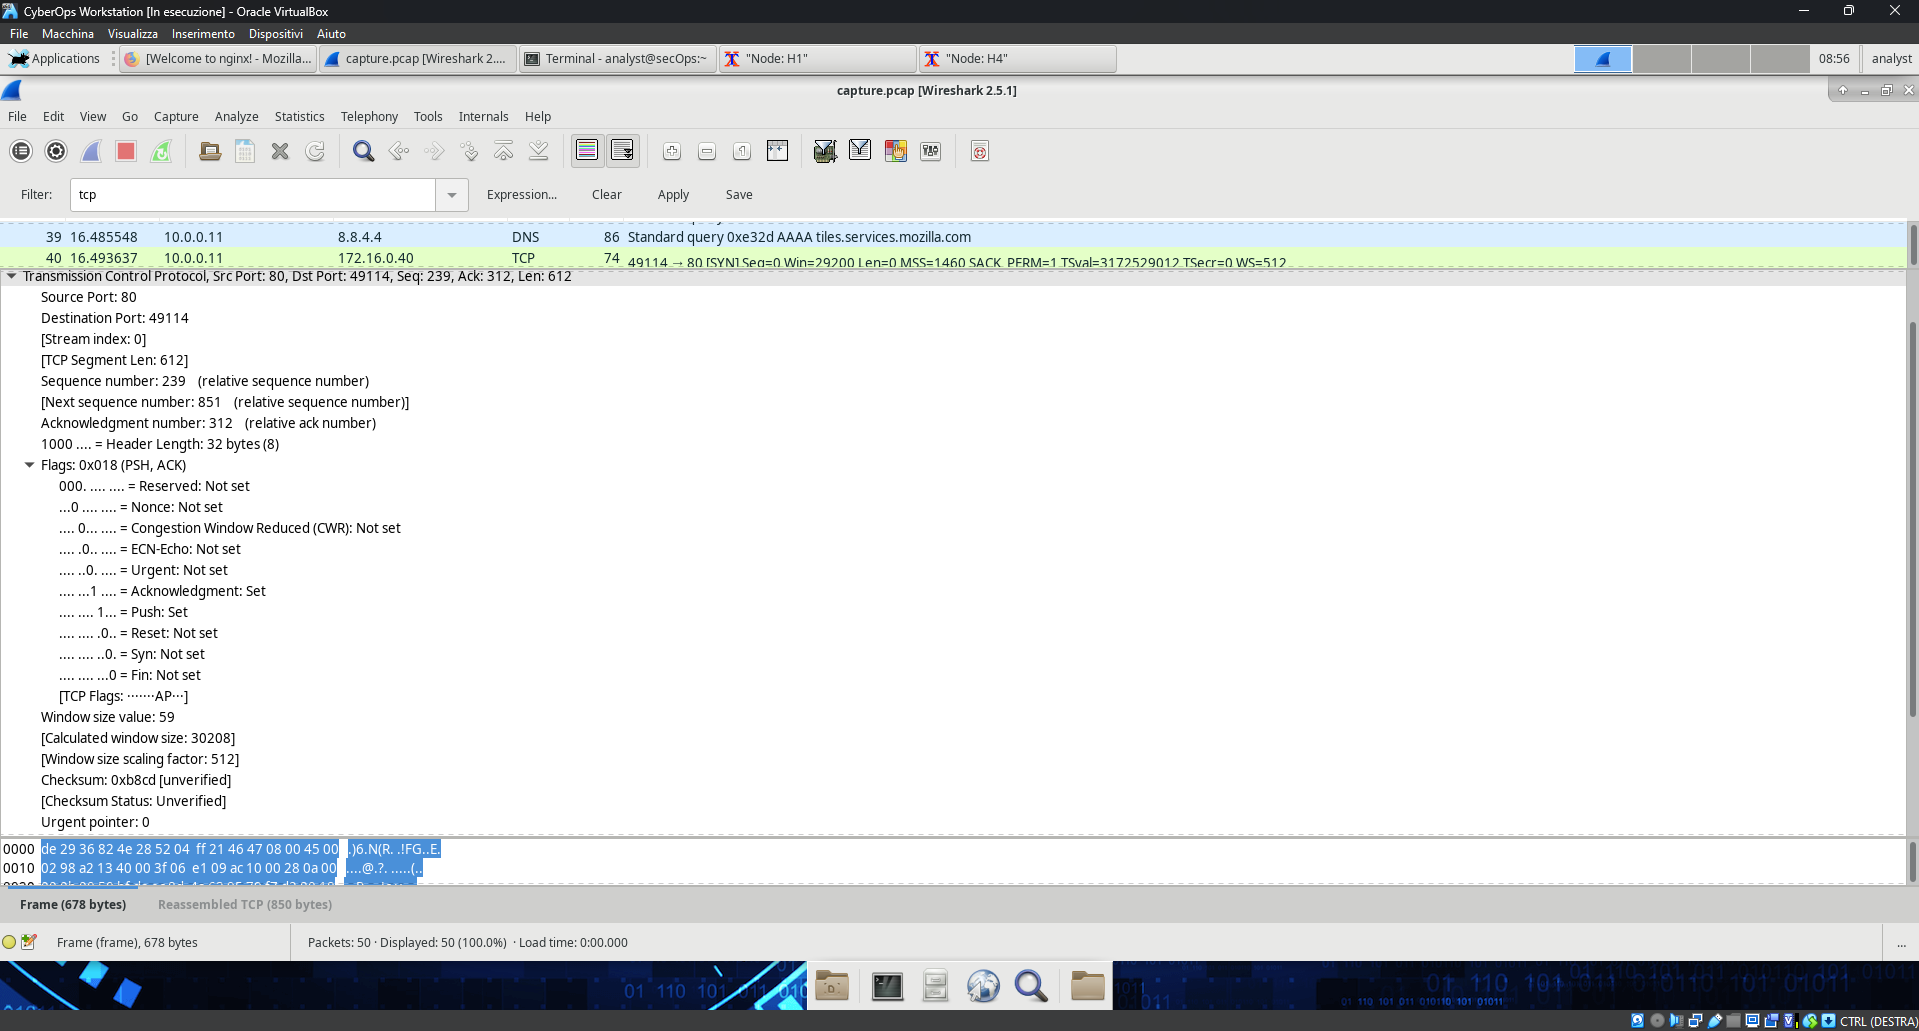 CyberOps Workstation [In esecuzione] - Oracle VirtualBox
File Macchina Visualizza Inserimento Dispositivi Aiuto
Applications [Welcome to nginx! - Mozilla... capture.pcap [Wireshark 2.5.... Terminal - analyst@secOps:~ "Node: H1" "Node: H4" 08:56 analyst
capture.pcap [Wireshark 2.5.1]
File Edit View Go Capture Analyze Statistics Telephony Tools Internals Help
Filter: tcp Expression... Clear Apply Save
39 16.485548 10.0.0.11 8.8.4.4 DNS 86 Standard query 0xe32d AAAA tiles.services.mozilla.com
40 16.493637 10.0.0.11 172.16.0.40 TCP 74 49114 → 80 [SYN] Seq=0 Win=29200 Len=0 MSS=1460 SACK_PERM=1 TSval=3172529012 TSecr=0 WS=512
Transmission Control Protocol, Src Port: 80, Dst Port: 49114, Seq: 239, Ack: 312, Len: 612
Source Port: 80
Destination Port: 49114
[Stream index: 0]
[TCP Segment Len: 612]
Sequence number: 239 (relative sequence number)
[Next sequence number: 851 (relative sequence number)]
Acknowledgment number: 312 (relative ack number)
1000 .... = Header Length: 32 bytes (8)
Flags: 0x018 (PSH, ACK)
000. .... .... = Reserved: Not set
...0 .... .... = Nonce: Not set
.... 0... .... = Congestion Window Reduced (CWR): Not set
.... .0.. .... = ECN-Echo: Not set
.... ..0. .... = Urgent: Not set
.... ...1 .... = Acknowledgment: Set
.... .... 1... = Push: Set
.... .... .0.. = Reset: Not set
.... .... ..0. = Syn: Not set
.... .... ...0 = Fin: Not set
[TCP Flags: ·······AP···]
Window size value: 59
[Calculated window size: 30208]
[Window size scaling factor: 512]
Checksum: 0xb8cd [unverified]
[Checksum Status: Unverified]
Urgent pointer: 0
0000 de 29 36 82 4e 28 52 04 ff 21 46 47 08 00 45 00 .)6.N(R. .!FG..E.
0010 02 98 a2 13 40 00 3f 06 e1 09 ac 10 00 28 0a 00 ....@.?. .....(..
Frame (678 bytes) Reassembled TCP (850 bytes)
Frame (frame), 678 bytes Packets: 50 · Displayed: 50 (100.0%) · Load time: 0:00.000 ...
CTRL (DESTRA)